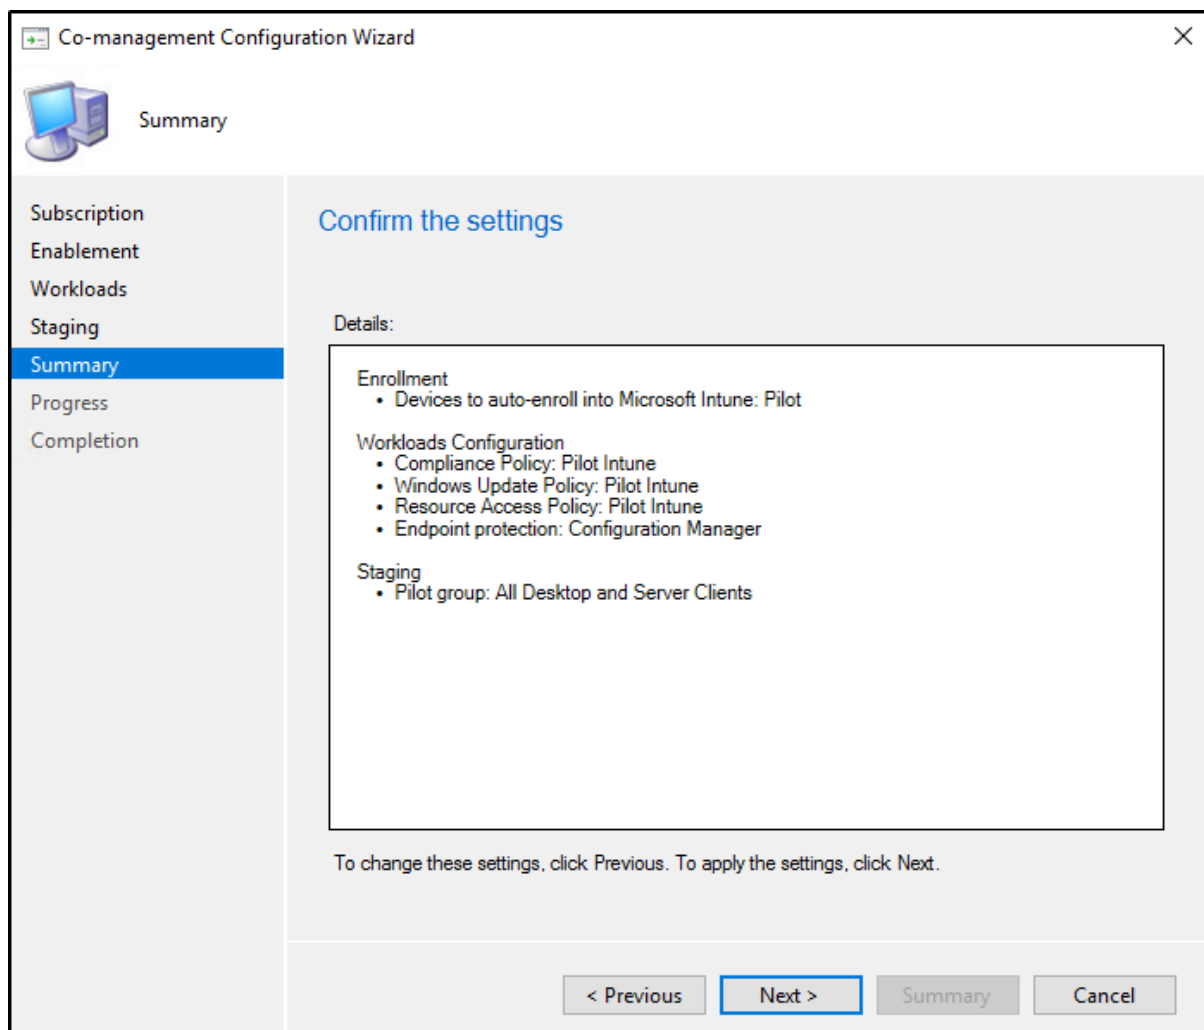 Co-management Configuration Wizard
Summary
Subscription
Enablement
Workloads
Staging
Summary
Progress
Completion
Confirm the settings
Details:
Enrollment
• Devices to auto-enroll into Microsoft Intune: Pilot
Workloads Configuration
• Compliance Policy: Pilot Intune
• Windows Update Policy: Pilot Intune
• Resource Access Policy: Pilot Intune
• Endpoint protection: Configuration Manager
Staging
• Pilot group: All Desktop and Server Clients
To change these settings, click Previous. To apply the settings, click Next.
< Previous
Next >
Summary
Cancel